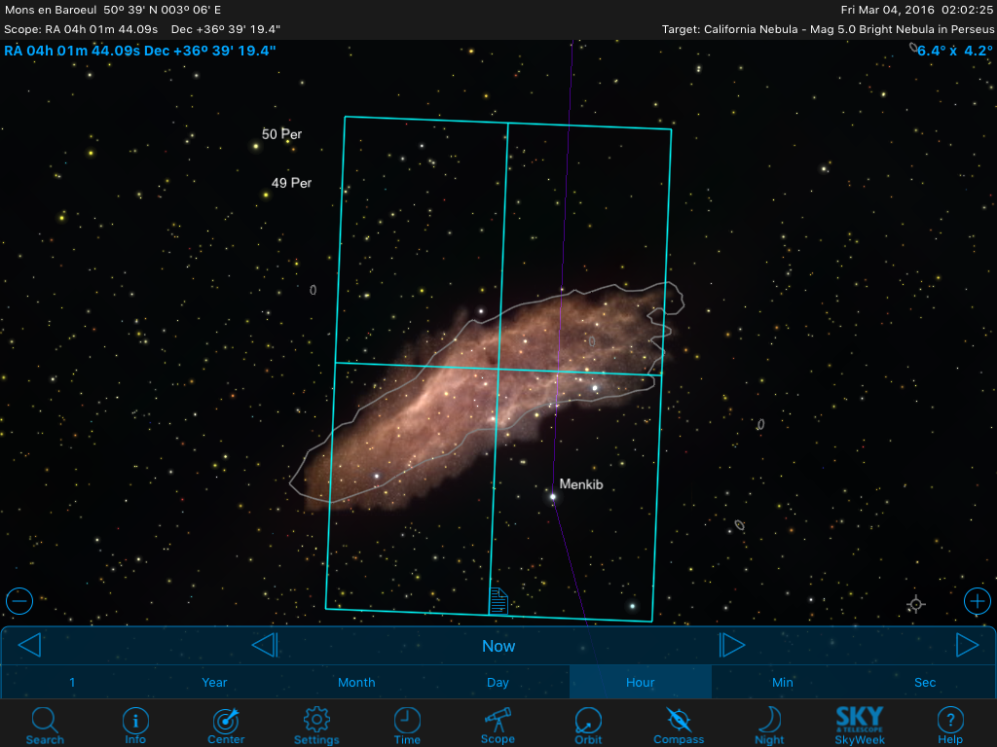 Mons en Baroeul 50º 39' N 003º 06' E
Fri Mar 04, 2016 02:02:25
Scope: RA 04h 01m 44.09s Dec +36º 39' 19.4"
Target: California Nebula - Mag 5.0 Bright Nebula in Perseus
RA 04h 01m 44.09s Dec +36º 39' 19.4"
6.4° x 4.2°
50 Per
49 Per
Menkib
Now
1 Year Month Day Hour Min Sec
SKY
& TELESCOPE
Search Info Center Settings Time Scope Orbit Compass Night SkyWeek Help